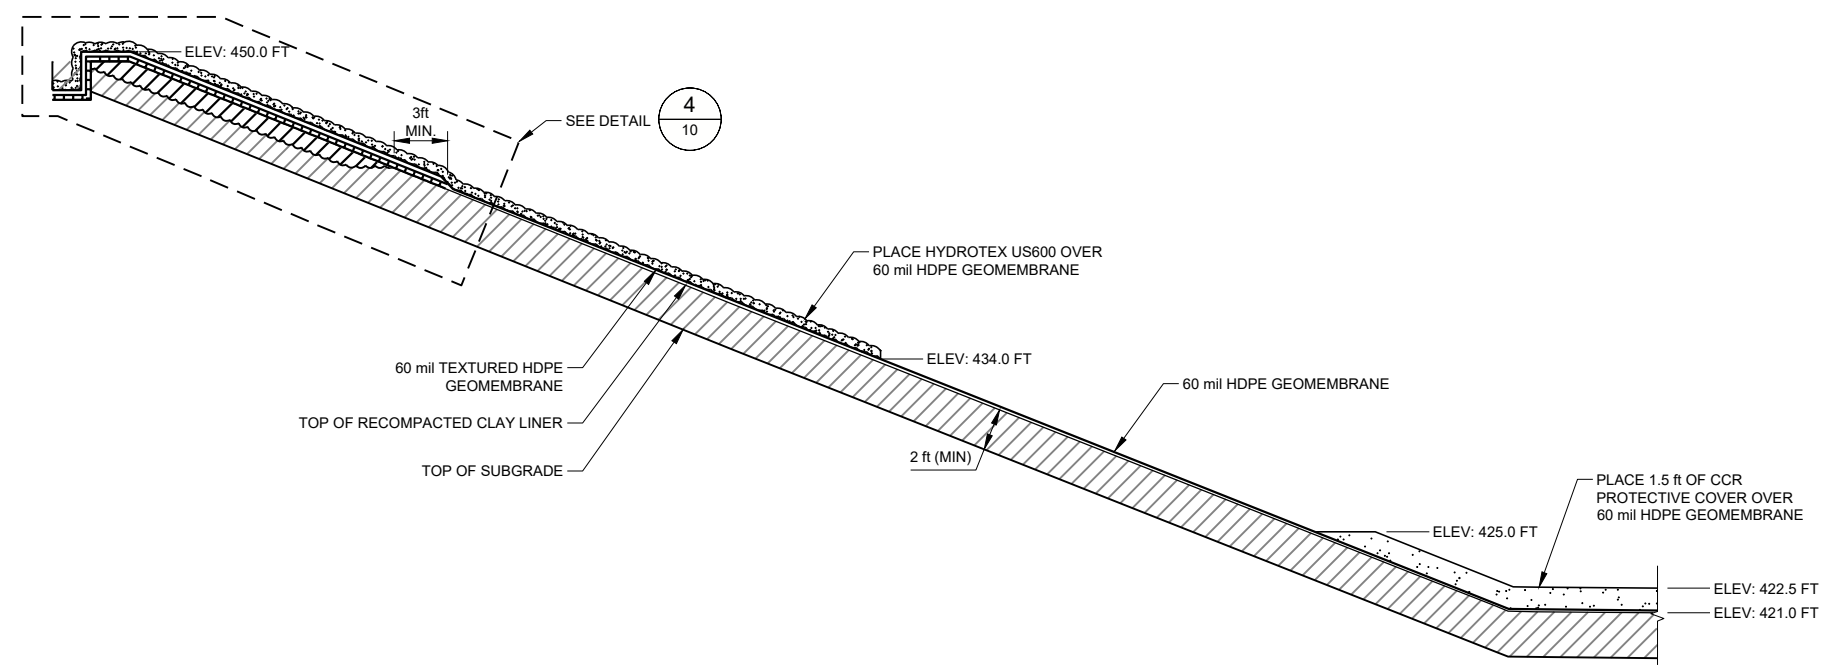 ELEV: 450.0 FT
3ft
MIN.
SEE DETAIL
4
10
PLACE HYDROTEX US600 OVER
60 mil HDPE GEOMEMBRANE
ELEV: 434.0 FT
60 mil TEXTURED HDPE
GEOMEMBRANE
60 mil HDPE GEOMEMBRANE
TOP OF RECOMPACTED CLAY LINER
2 ft (MIN)
TOP OF SUBGRADE
PLACE 1.5 ft OF CCR
PROTECTIVE COVER OVER
60 mil HDPE GEOMEMBRANE
ELEV: 425.0 FT
ELEV: 422.5 FT
ELEV: 421.0 FT